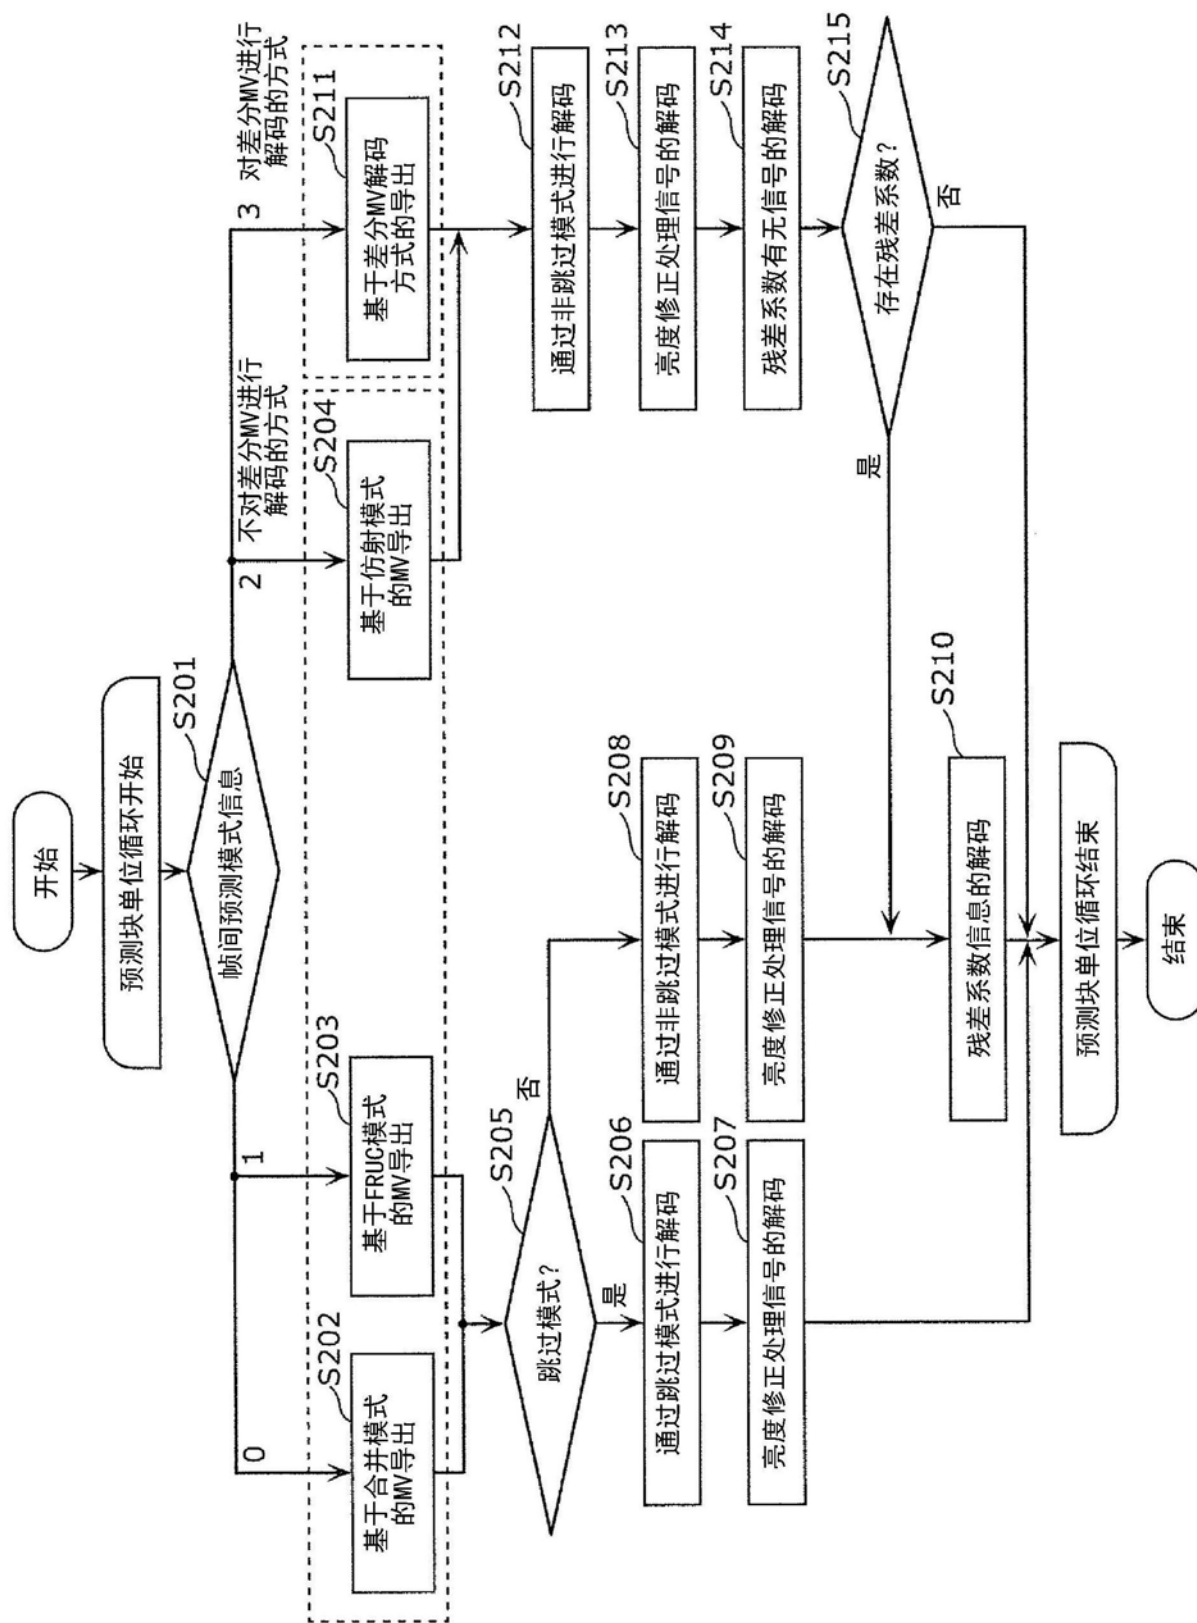 开始
预测块单位循环开始
S201
帧间预测模式信息
0
1
2
3
不对差分MV进行
解码的方式
对差分MV进行
解码的方式
S202
基于合并模式
的MV导出
S203
基于FRUC模式
的MV导出
S204
基于仿射模式
的MV导出
S211
基于差分MV解码
方式的导出
S205
跳过模式?
是
否
S206
通过跳过模式进行解码
S207
亮度修正处理信号的解码
S208
通过非跳过模式进行解码
S209
亮度修正处理信号的解码
S212
通过非跳过模式进行解码
S213
亮度修正处理信号的解码
S214
残差系数有无信号的解码
S215
存在残差系数?
是
否
S210
残差系数信息的解码
预测块单位循环结束
结束